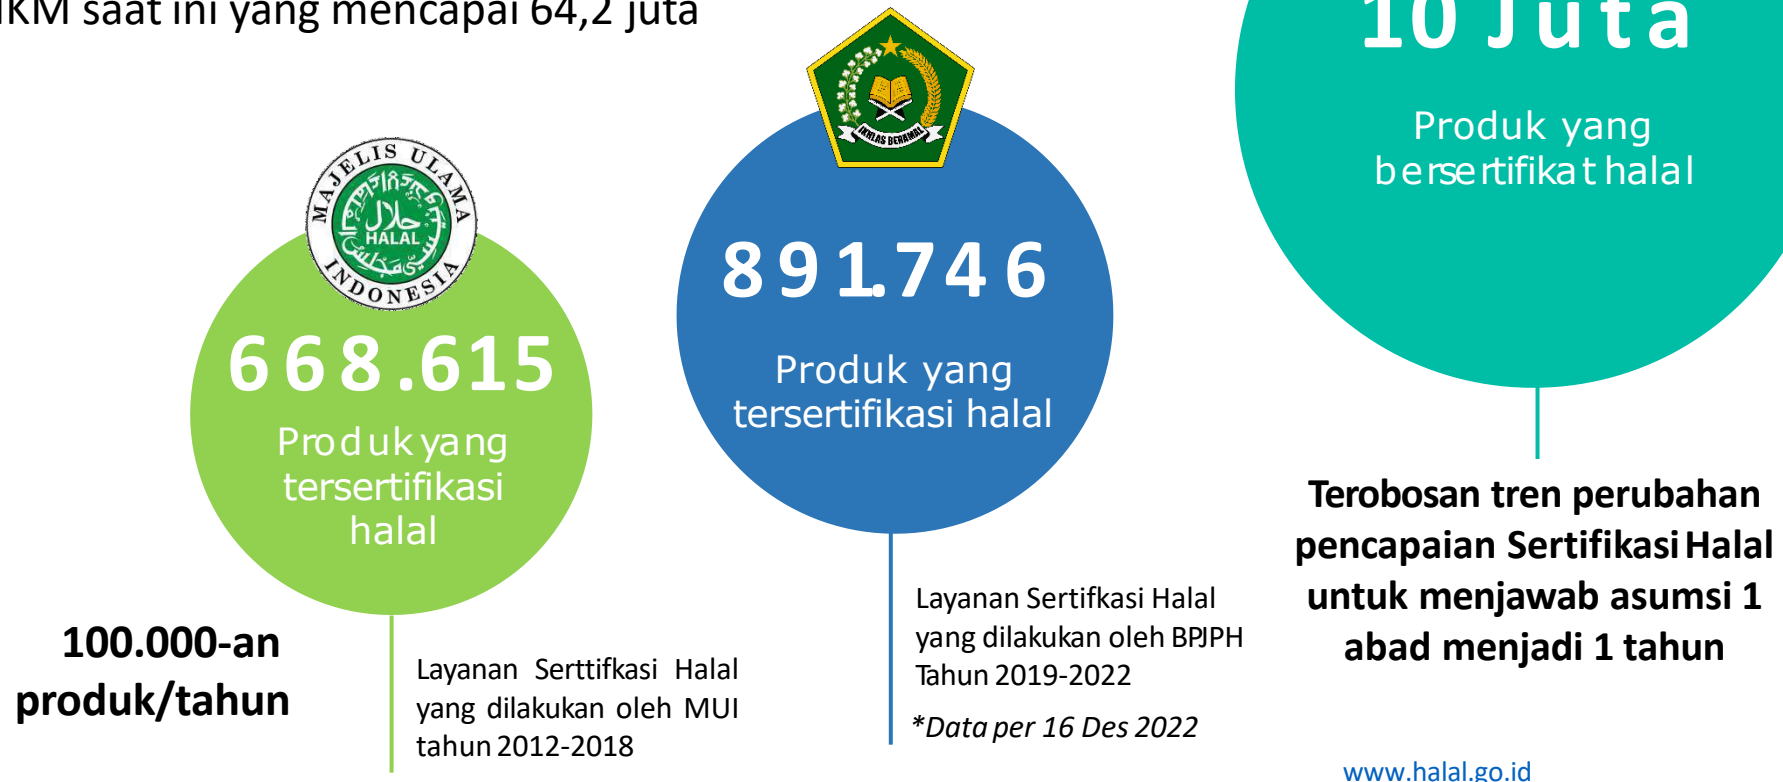 saat ini yang mencapai 64,2 juta
10 Juta
Produk yang
bersertifikat halal
IKHLAS BERAMAL
891.746
Produk yang
tersertifikasi halal
MAJELIS ULAMA
حلال
HALAL
INDONESIA
668.615
Produk yang
tersertifikasi
halal
100.000-an
produk/tahun
Layanan Serttifkasi Halal
yang dilakukan oleh MUI
tahun 2012-2018
Layanan Sertifkasi Halal
yang dilakukan oleh BPJPH
Tahun 2019-2022
*Data per 16 Des 2022
Terobosan tren perubahan
pencapaian Sertifikasi Halal
untuk menjawab asumsi 1
abad menjadi 1 tahun
www.halal.go.id